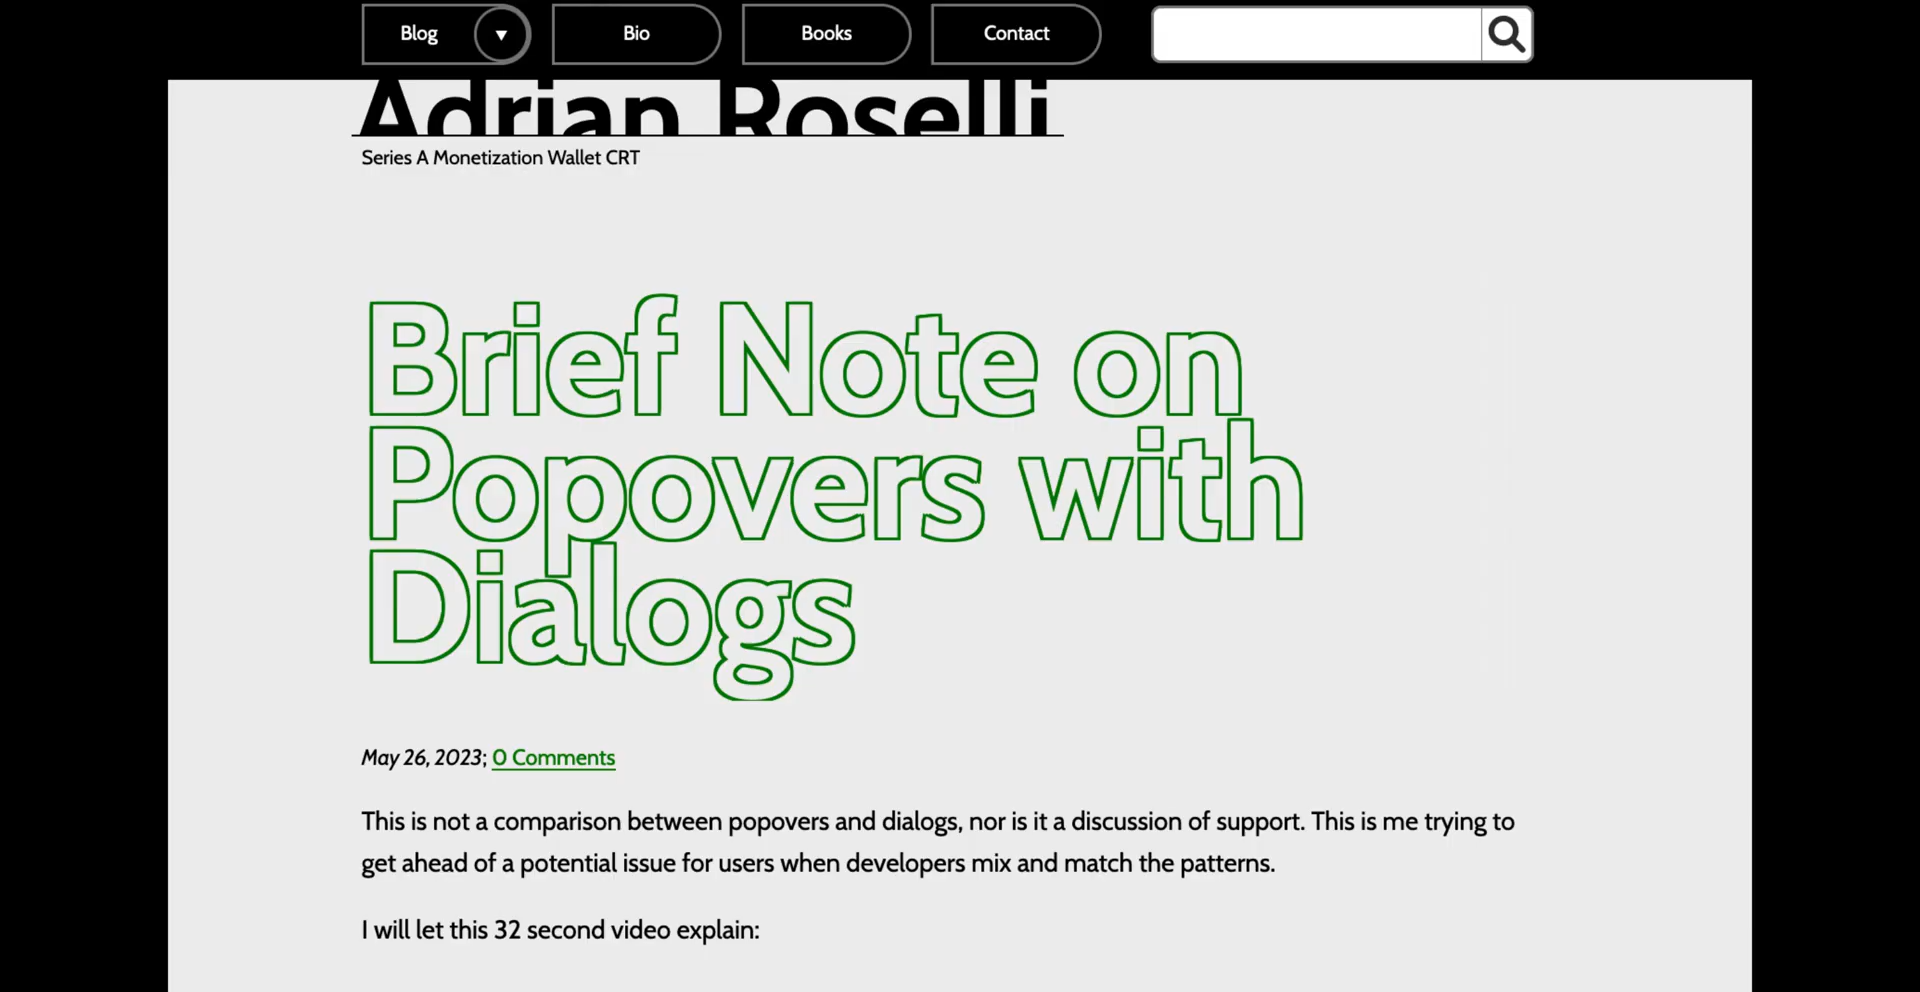 Blog ▼ Bio Books Contact
Adrian Roselli
Series A Monetization Wallet CRT
Brief Note on
Popovers with
Dialogs
May 26, 2023; 0 Comments
This is not a comparison between popovers and dialogs, nor is it a discussion of support. This is me trying to
get ahead of a potential issue for users when developers mix and match the patterns.
I will let this 32 second video explain: